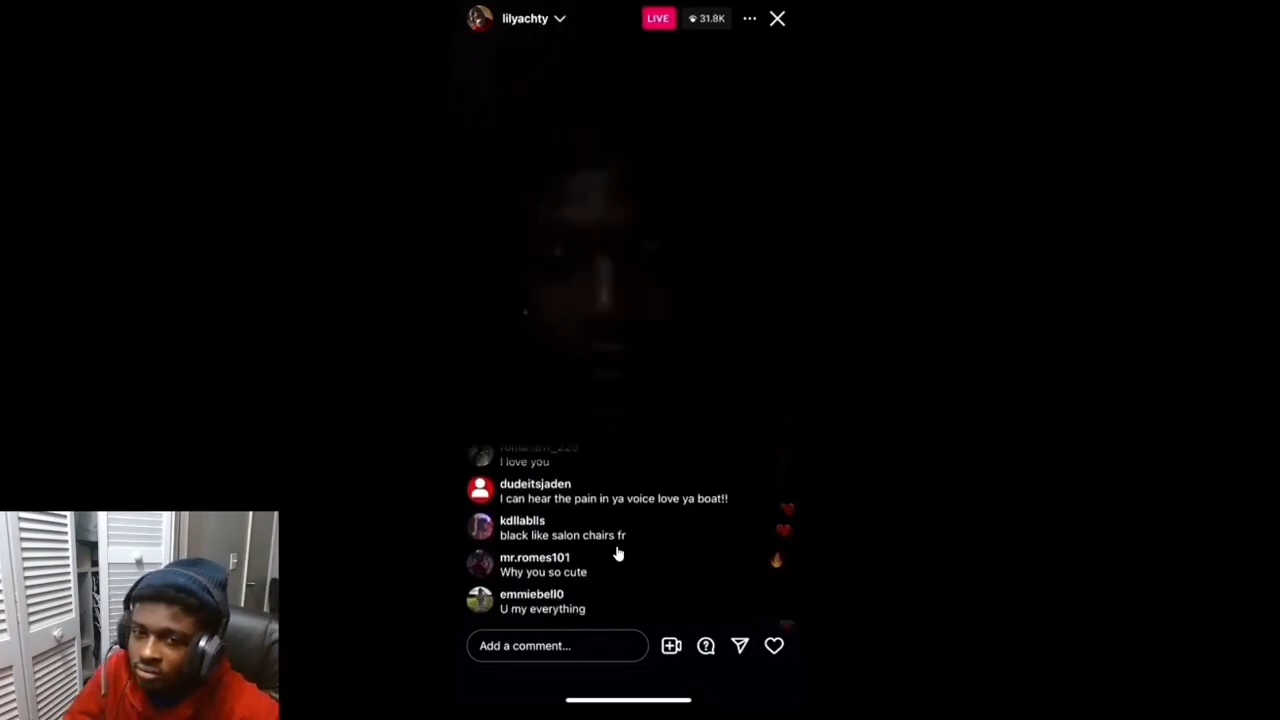 lilyachty
LIVE
31.8K
I love you
dudeitsjaden
I can hear the pain in ya voice love ya boat!!
kdllablls
black like salon chairs fr
mr.romes101
Why you so cute
emmiebell0
U my everything
Add a comment...